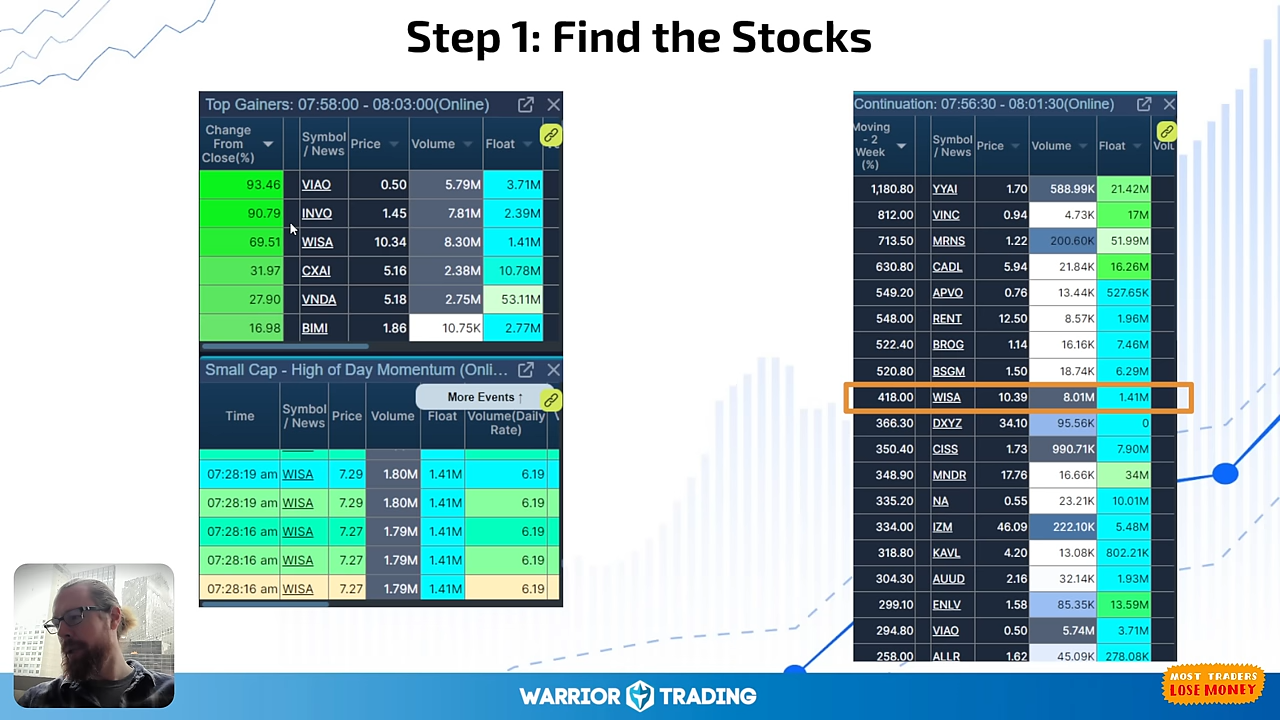 Step 1: Find the Stocks
Top Gainers: 07:58:00 - 08:03:00(Online)
Change From Close(%) Symbol / News Price Volume Float
93.46 VIAO 0.50 5.79M 3.71M
90.79 INVO 1.45 7.81M 2.39M
69.51 WISA 10.34 8.30M 1.41M
31.97 CXAI 5.16 2.38M 10.78M
27.90 VNDA 5.18 2.75M 53.11M
16.98 BIMI 1.86 10.75K 2.77M
Small Cap - High of Day Momentum (Onli...
More Events ↑
Time Symbol / News Price Volume Float Volume(Daily Rate)
07:28:19 am WISA 7.29 1.80M 1.41M 6.19
07:28:19 am WISA 7.29 1.80M 1.41M 6.19
07:28:16 am WISA 7.27 1.79M 1.41M 6.19
07:28:16 am WISA 7.27 1.79M 1.41M 6.19
07:28:16 am WISA 7.27 1.79M 1.41M 6.19
Continuation: 07:56:30 - 08:01:30(Online)
Moving - 2 Week (%) Symbol / News Price Volume Float Volu
1,180.80 YYAI 1.70 588.99K 21.42M
812.00 VINC 0.94 4.73K 17M
713.50 MRNS 1.22 200.60K 51.99M
630.80 CADL 5.94 21.84K 16.26M
549.20 APVO 0.76 13.44K 527.65K
548.00 RENT 12.50 8.57K 1.96M
522.40 BROG 1.14 16.16K 7.46M
520.80 BSGM 1.50 18.74K 6.29M
418.00 WISA 10.39 8.01M 1.41M
366.30 DXYZ 34.10 95.56K 0
350.40 CISS 1.73 990.71K 7.90M
348.90 MNDR 17.76 16.66K 34M
335.20 NA 0.55 23.21K 10.01M
334.00 IZM 46.09 222.10K 5.48M
318.80 KAVL 4.20 13.08K 802.21K
304.30 AUUD 2.16 32.14K 1.93M
299.10 ENLV 1.58 85.35K 13.59M
294.80 VIAO 0.50 5.74M 3.71M
258.00 ALLR 1.62 45.09K 278.08K
WARRIOR TRADING
MOST TRADERS
LOSE MONEY